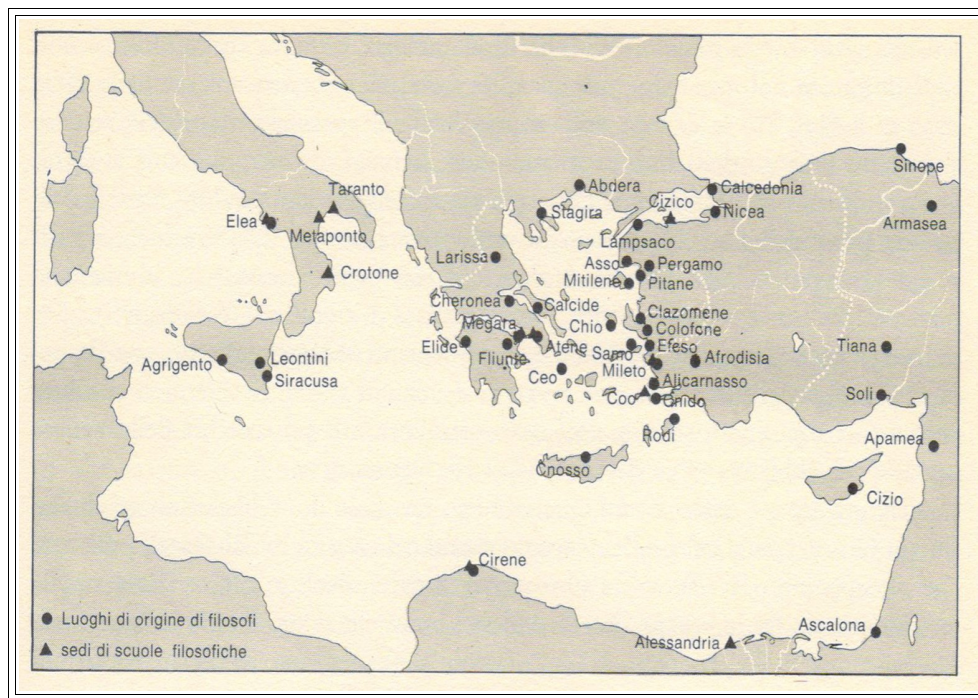 Sinope
Abdera
Calcedonia
Taranto
Cizico
Stagira
Nicea
Armasea
Elea
Metaponto
Lampsaco
Larissa
Asso
Pergamo
Crotone
Mitilene
Pitane
Cheronea
Calcide
Clazomene
Megara
Chio
Colofone
Elide
Fliunte
Atene
Samo
Efeso
Afrodisia
Tiana
Agrigento
Leontini
Mileto
Siracusa
Ceo
Alicarnasso
Coo
Gnido
Soli
Rodi
Apamea
Cnosso
Cizio
Cirene
Luoghi di origine di filosofi
Ascalona
Alessandria
sedi di scuole filosofiche